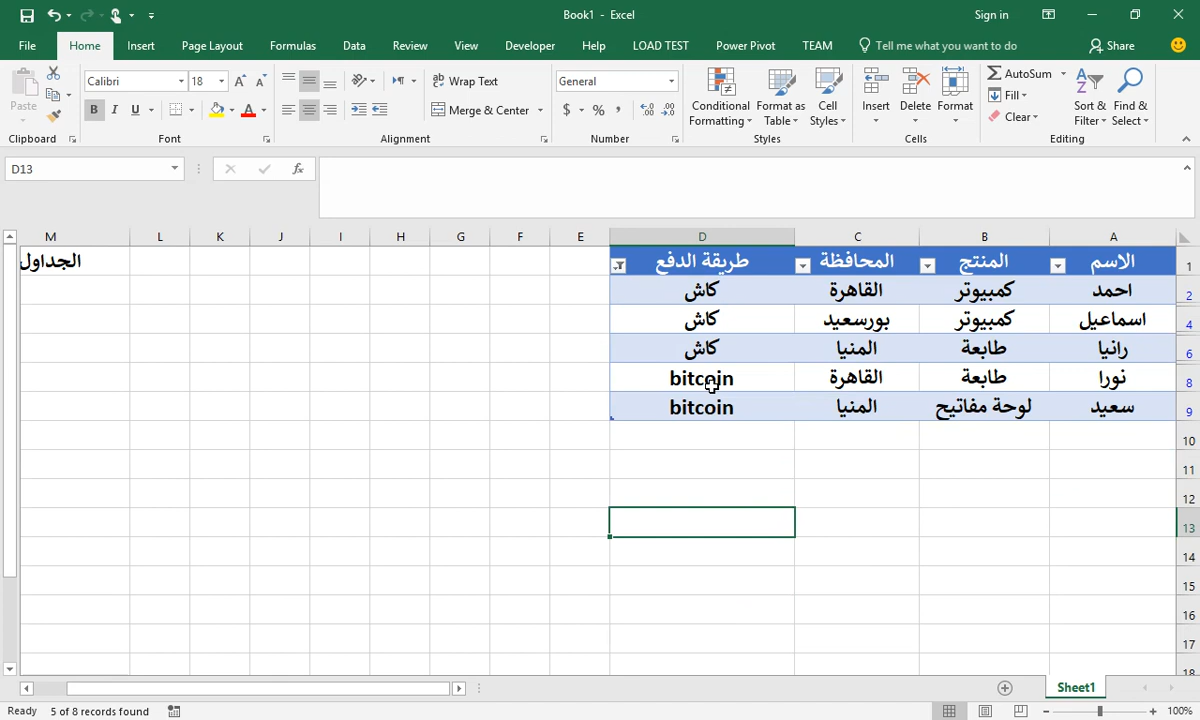 Book1 - Excel
Sign in
File Home Insert Page Layout Formulas Data Review View Developer Help LOAD TEST Power Pivot TEAM Tell me what you want to do Share
Paste
Calibri 18
Wrap Text
General
AutoSum
B I U
Merge & Center
$ % ,
Conditional Formatting
Format as Table
Cell Styles
Insert
Delete
Format
Fill
Clear
Sort & Filter
Find & Select
Clipboard Font Alignment Number Styles Cells Editing
D13
fx
M L K J I H G F E D C B A
الاسم المنتج المحافظة طريقة الدفع الجداول 1
احمد كمبيوتر القاهرة كاش 2
اسماعيل كمبيوتر بورسعيد كاش 4
رانيا طابعة المنيا كاش 6
نورا طابعة القاهرة bitcoin 8
سعيد لوحة مفاتيح المنيا bitcoin 9
10
11
12
13
14
15
16
17
18
Sheet1
Ready 5 of 8 records found
100%